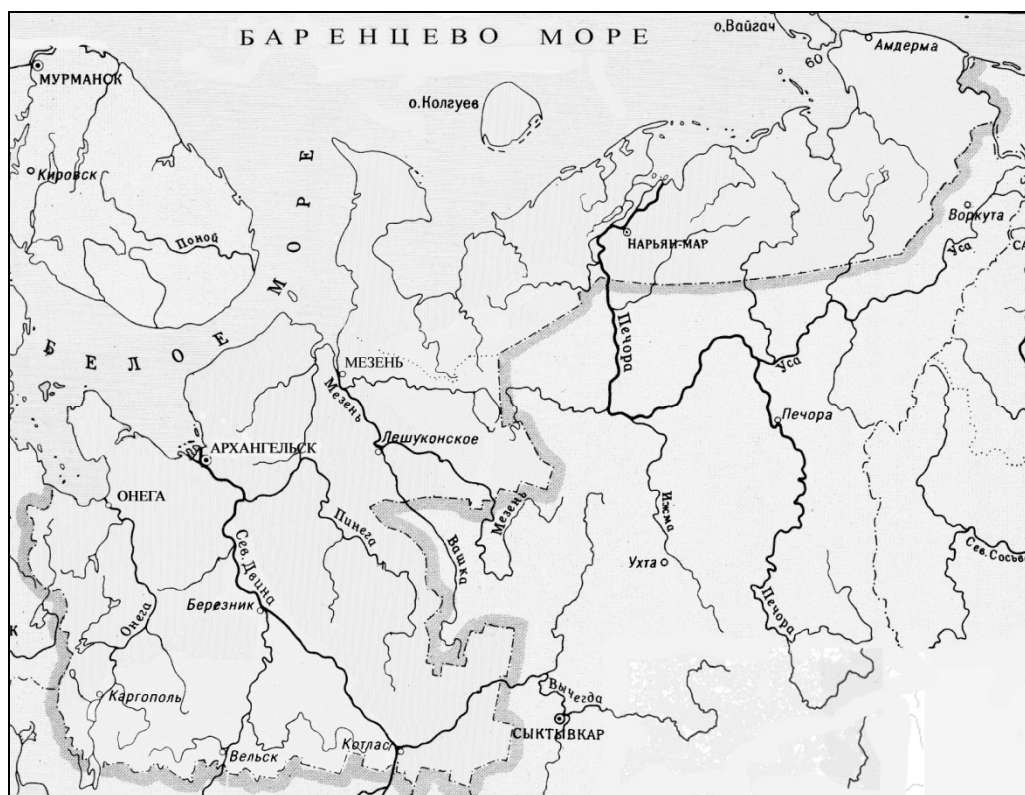 БАРЕНЦЕВО МОРЕ
о.Вайгач
Амдерма
60
МУРМАНСК
о.Колгуев
Кировск
Поной
БЕЛОЕ МОРЕ
НАРЬЯН-МАР
Воркута
Уса
Печора
МЕЗЕНЬ
Мезень
Уса
Печора
Лешуконское
АРХАНГЕЛЬСК
ОНЕГА
Пинега
Мезень
Ижма
Сев.Двина
Вашка
Ухта
Сев.Сосьв
Березник
Онега
Печора
К
Каргополь
Вычегда
СЫКТЫВКАР
Вельск
Котлас